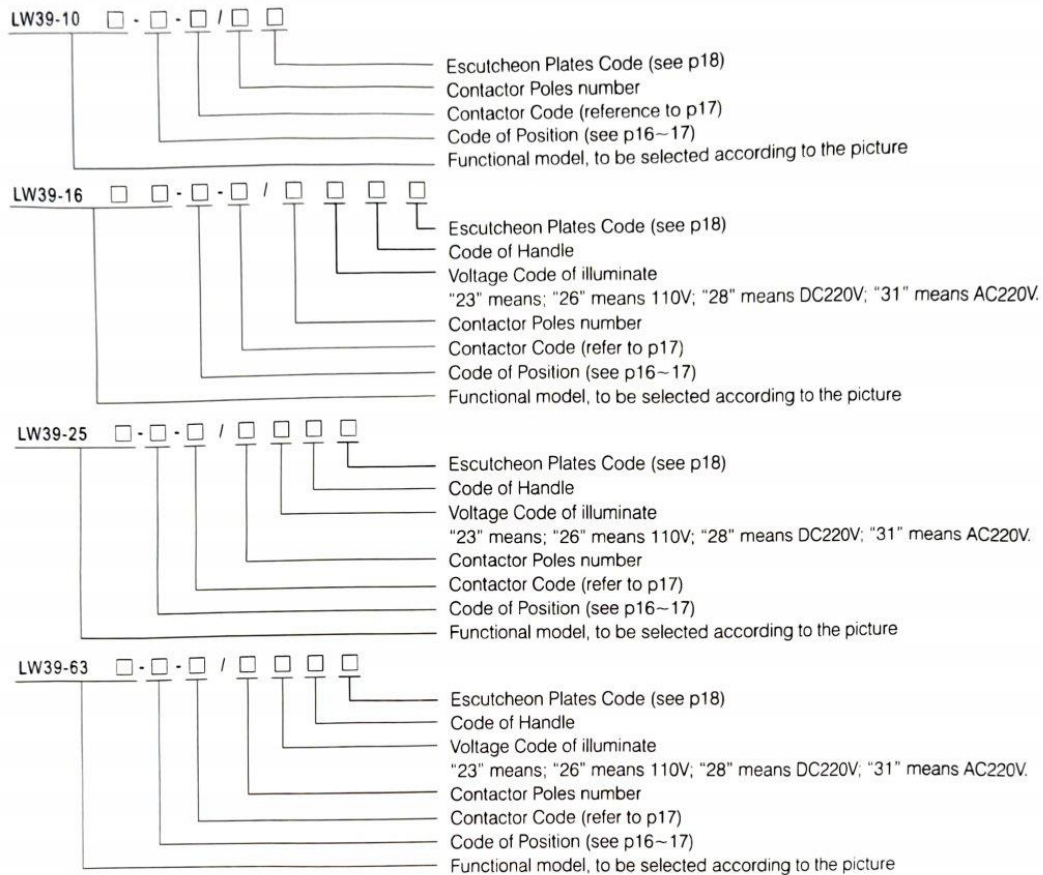 LW39-10 □ - □ - □ / □ □
Escutcheon Plates Code (see p18)
Contactor Poles number
Contactor Code (reference to p17)
Code of Position (see p16~17)
Functional model, to be selected according to the picture
LW39-16 □ □ - □ - □ / □ □ □ □
Escutcheon Plates Code (see p18)
Code of Handle
Voltage Code of illuminate
"23" means; "26" means 110V; "28" means DC220V; "31" means AC220V.
Contactor Poles number
Contactor Code (refer to p17)
Code of Position (see p16~17)
Functional model, to be selected according to the picture
LW39-25 □ - □ - □ / □ □ □ □
Escutcheon Plates Code (see p18)
Code of Handle
Voltage Code of illuminate
"23" means; "26" means 110V; "28" means DC220V; "31" means AC220V.
Contactor Poles number
Contactor Code (refer to p17)
Code of Position (see p16~17)
Functional model, to be selected according to the picture
LW39-63 □ - □ - □ / □ □ □ □
Escutcheon Plates Code (see p18)
Code of Handle
Voltage Code of illuminate
"23" means; "26" means 110V; "28" means DC220V; "31" means AC220V.
Contactor Poles number
Contactor Code (refer to p17)
Code of Position (see p16~17)
Functional model, to be selected according to the picture